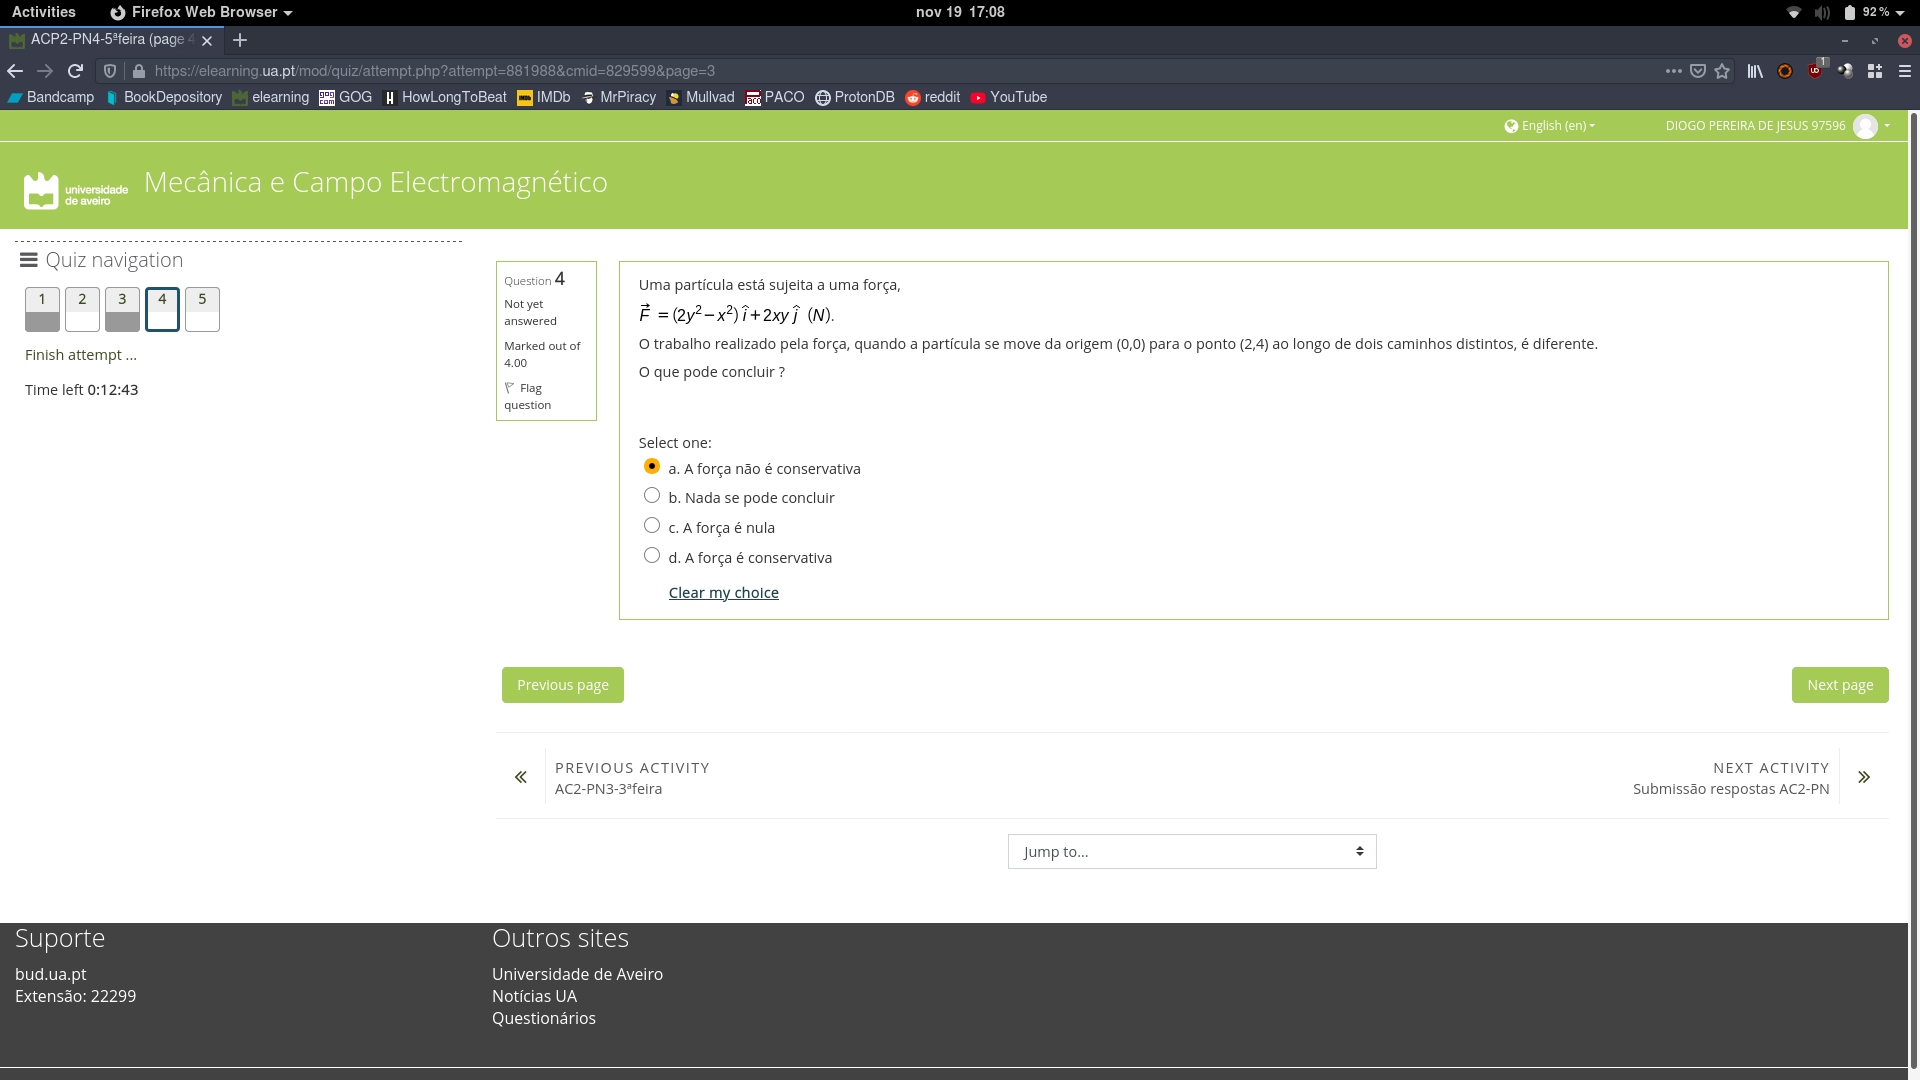 Activities
Firefox Web Browser
nov 19 17:08
92 %
ACP2-PN4-5ªfeira (page 4
https://elearning.ua.pt/mod/quiz/attempt.php?attempt=881988&cmid=829599&page=3
1
Bandcamp BookDepository elearning GOG HowLongToBeat IMDb MrPiracy Mullvad PACO ProtonDB reddit YouTube
English (en)
DIOGO PEREIRA DE JESUS 97596
universidade de aveiro
Mecânica e Campo Electromagnético
Quiz navigation
1 2 3 4 5
Finish attempt ...
Time left 0:12:43
Question 4
Not yet
answered
Marked out of
4.00
Flag
question
Uma partícula está sujeita a uma força,
F⃗ = (2y² − x²) î + 2xy ĵ (N).
O trabalho realizado pela força, quando a partícula se move da origem (0,0) para o ponto (2,4) ao longo de dois caminhos distintos, é diferente.
O que pode concluir ?
Select one:
a. A força não é conservativa
b. Nada se pode concluir
c. A força é nula
d. A força é conservativa
Clear my choice
Previous page
Next page
PREVIOUS ACTIVITY
AC2-PN3-3ªfeira
NEXT ACTIVITY
Submissão respostas AC2-PN
Jump to...
Suporte
bud.ua.pt
Extensão: 22299
Outros sites
Universidade de Aveiro
Notícias UA
Questionários